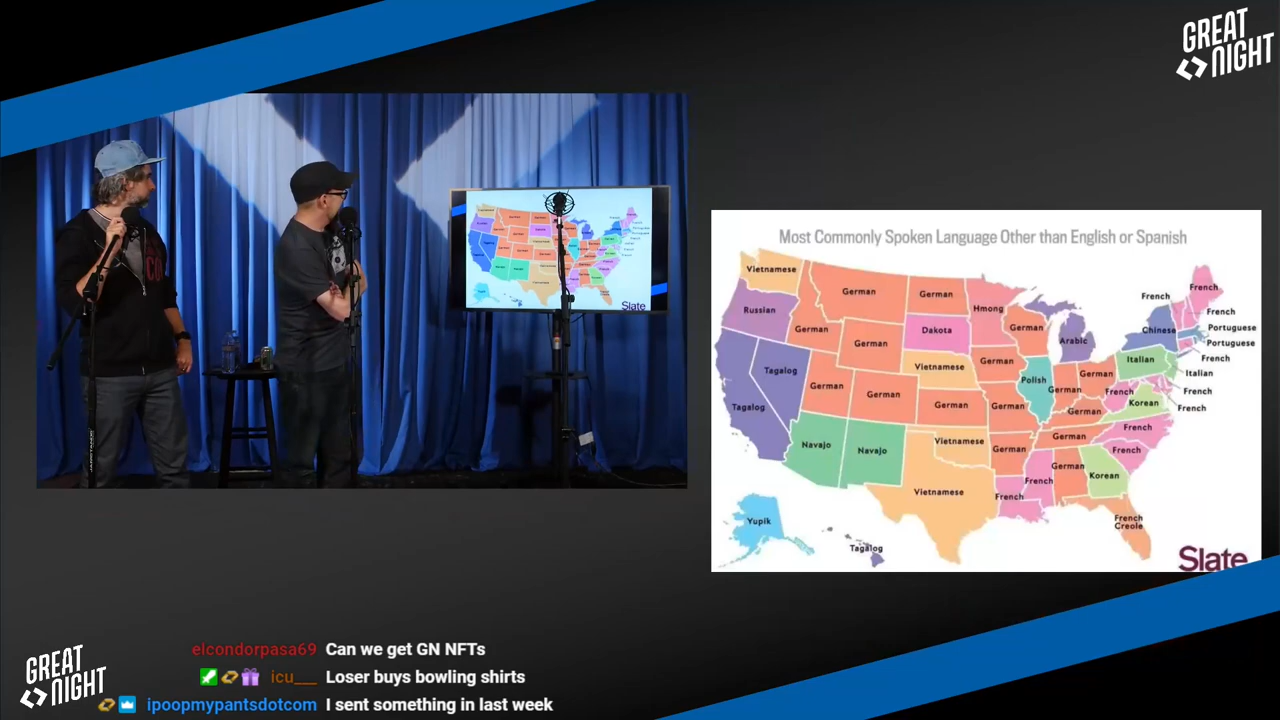 GREAT
NIGHT
Most Commonly Spoken Language Other than English or Spanish
Vietnamese
Russian
Tagalog
Tagalog
German
German
German
German
German
Navajo
Navajo
German
Dakota
Vietnamese
German
Vietnamese
Vietnamese
Hmong
German
German
German
French
German
Polish
Arabic
German
German
German
German
French
German
Korean
French Creole
French
French
Korean
French
Italian
Chinese
French
French
French
Portuguese
Portuguese
French
Italian
French
French
Yupik
Tagalog
Slate
Slate
GREAT
NIGHT
elcondorpasa69 Can we get GN NFTs
icu___ Loser buys bowling shirts
ipoopmypantsdotcom I sent something in last week